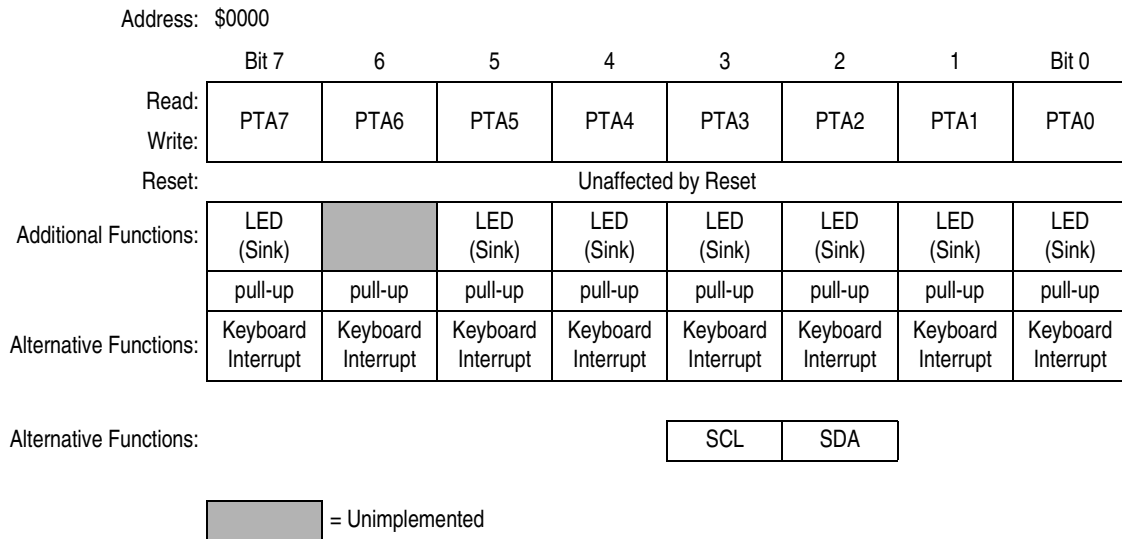 Address: $0000
Bit 7 6 5 4 3 2 1 Bit 0
Read:
Write:
PTA7 PTA6 PTA5 PTA4 PTA3 PTA2 PTA1 PTA0
Reset: Unaffected by Reset
Additional Functions:
LED LED LED LED LED LED LED
(Sink) (Sink) (Sink) (Sink) (Sink) (Sink) (Sink)
pull-up pull-up pull-up pull-up pull-up pull-up pull-up pull-up
Alternative Functions:
Keyboard Keyboard Keyboard Keyboard Keyboard Keyboard Keyboard Keyboard
Interrupt Interrupt Interrupt Interrupt Interrupt Interrupt Interrupt Interrupt
Alternative Functions: SCL SDA
= Unimplemented